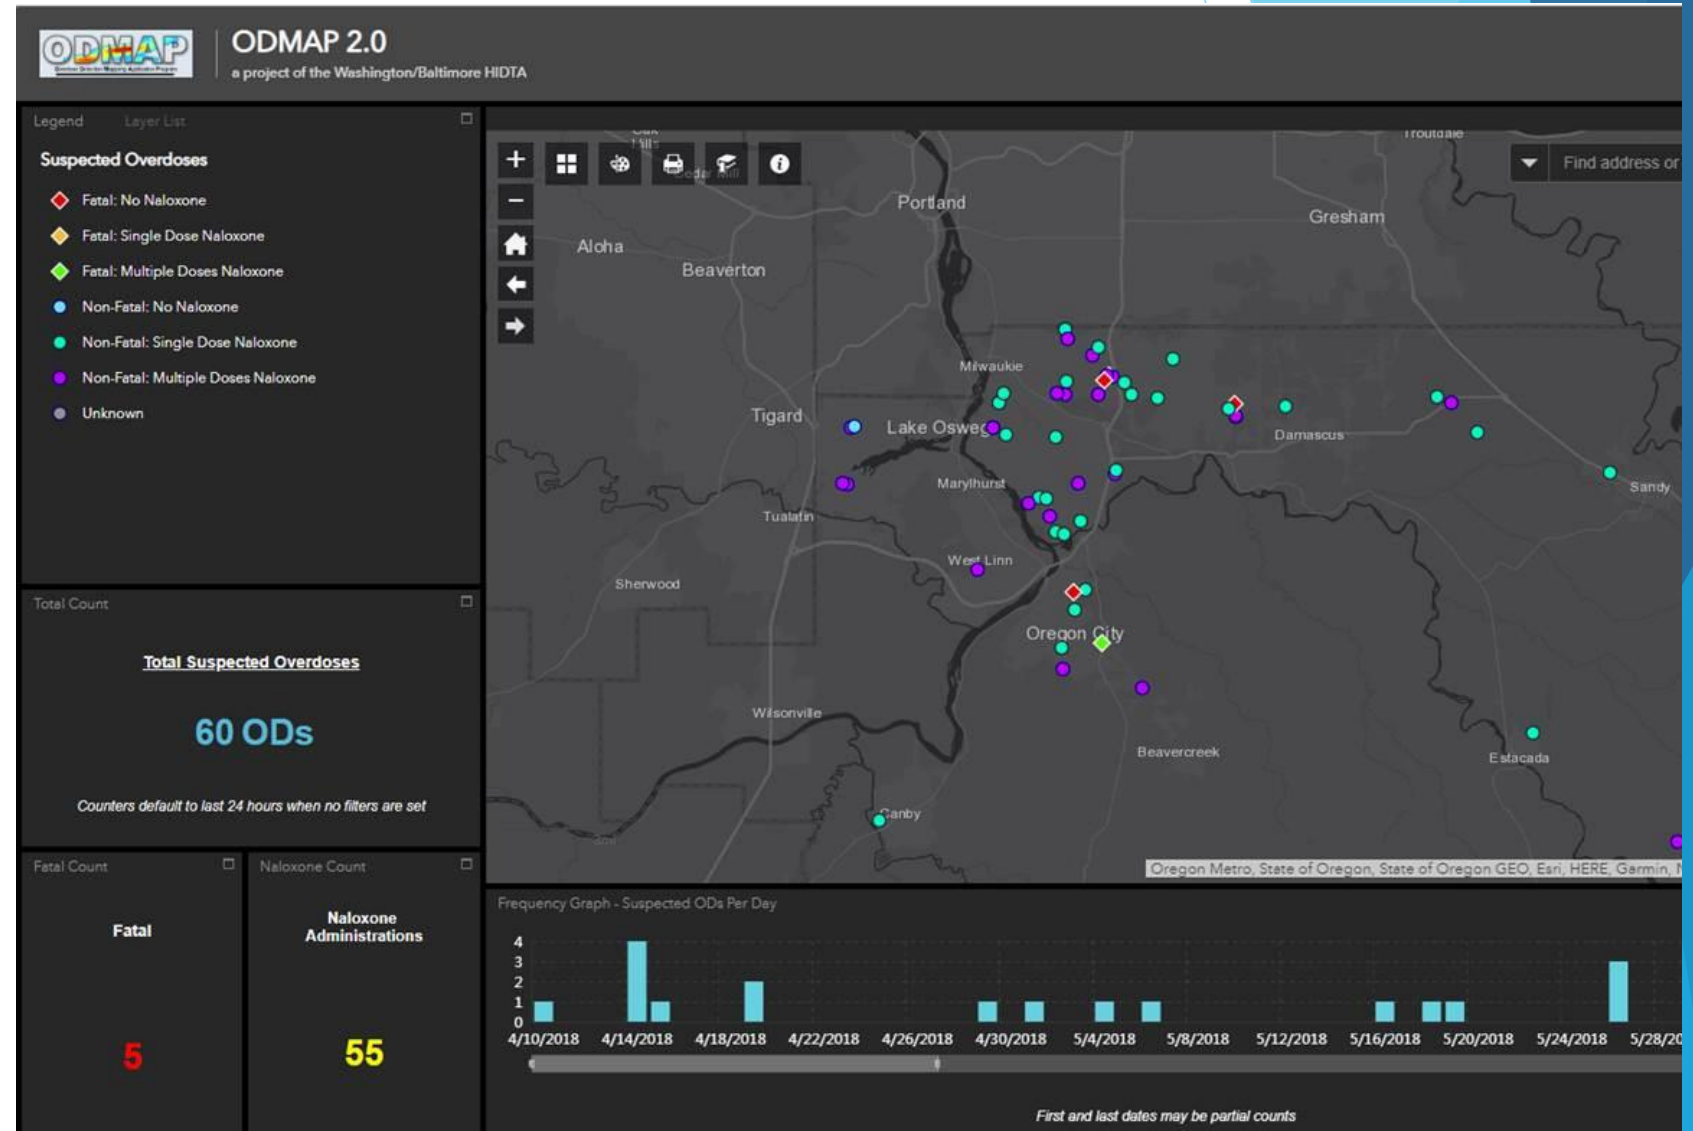 ODMAP
ODMAP 2.0
a project of the Washington/Baltimore HIDTA
Legend
Layer List
Suspected Overdoses
Fatal: No Naloxone
Fatal: Single Dose Naloxone
Fatal: Multiple Doses Naloxone
Non-Fatal: No Naloxone
Non-Fatal: Single Dose Naloxone
Non-Fatal: Multiple Doses Naloxone
Unknown
Total Count
Total Suspected Overdoses
60 ODs
Counters default to last 24 hours when no filters are set
Fatal Count
Fatal
5
Naloxone Count
Naloxone
Administrations
55
Find address or
Troutdale
Portland
Gresham
Aloha
Beaverton
Milwaukie
Tigard
Lake Osweg
Damascus
Marylhurst
Sandy
Tualatin
West Linn
Sherwood
Oregon City
Wilsonville
Beavercreek
Estacada
Canby
Oregon Metro, State of Oregon, State of Oregon GEO, Esri, HERE, Garmin,
Frequency Graph - Suspected ODs Per Day
4
3
2
1
0
4/10/2018 4/14/2018 4/18/2018 4/22/2018 4/26/2018 4/30/2018 5/4/2018 5/8/2018 5/12/2018 5/16/2018 5/20/2018 5/24/2018 5/28/20
First and last dates may be partial counts